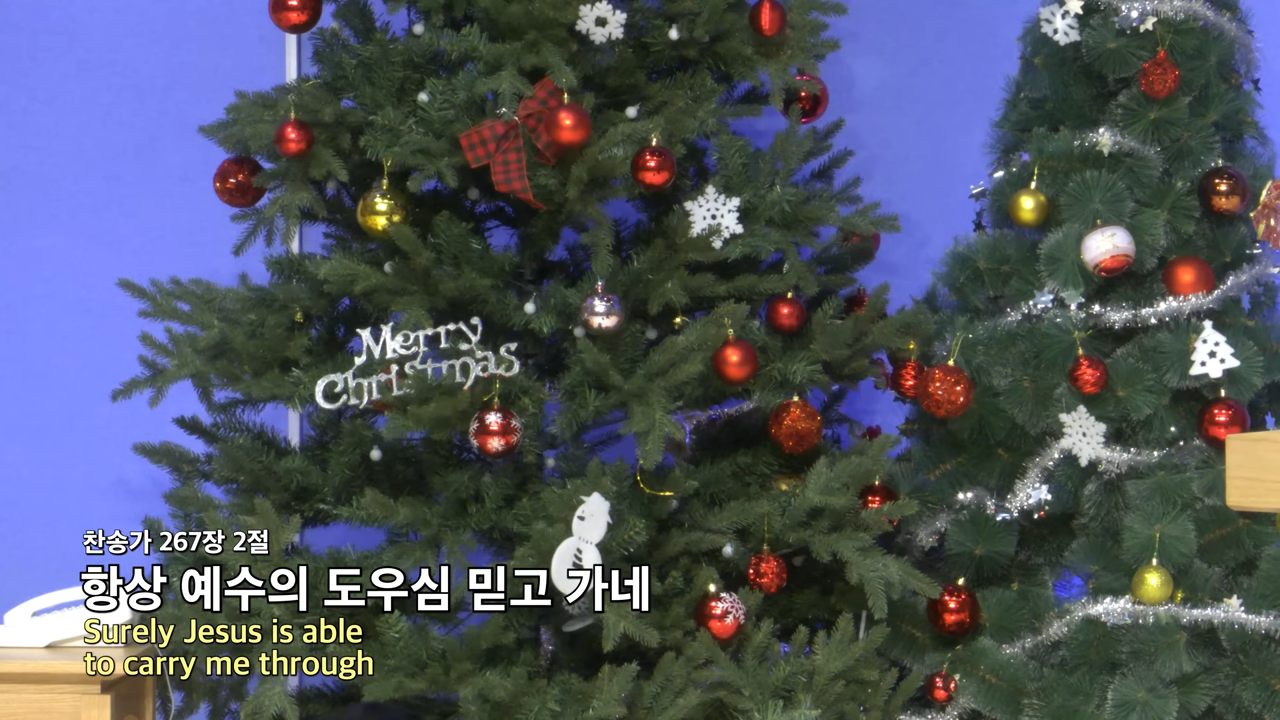 Merry
Christmas
찬송가 267장 2절
항상 예수의 도우심 믿고 가네
Surely Jesus is able
to carry me through